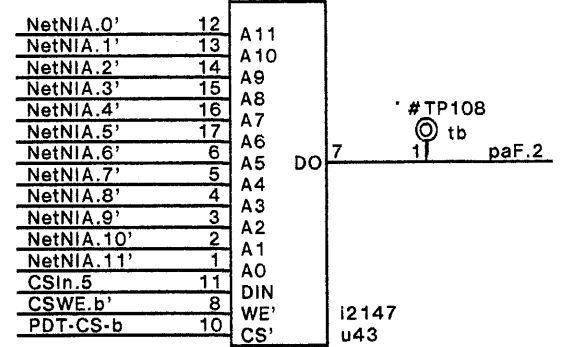 NetNIA.0' 12 A11
NetNIA.1' 13 A10
NetNIA.2' 14 A9
NetNIA.3' 15 A8
NetNIA.4' 16 A7
NetNIA.5' 17 A6
NetNIA.6' 6 A5
NetNIA.7' 5 A4
NetNIA.8' 4 A3
NetNIA.9' 3 A2
NetNIA.10' 2 A1
NetNIA.11' 1 A0
CSIn.5 11 DIN
CSWE.b' 8 WE'
PDT-CS-b 10 CS'
#TP108
tb
DO 7 1 paF.2
i2147
u43